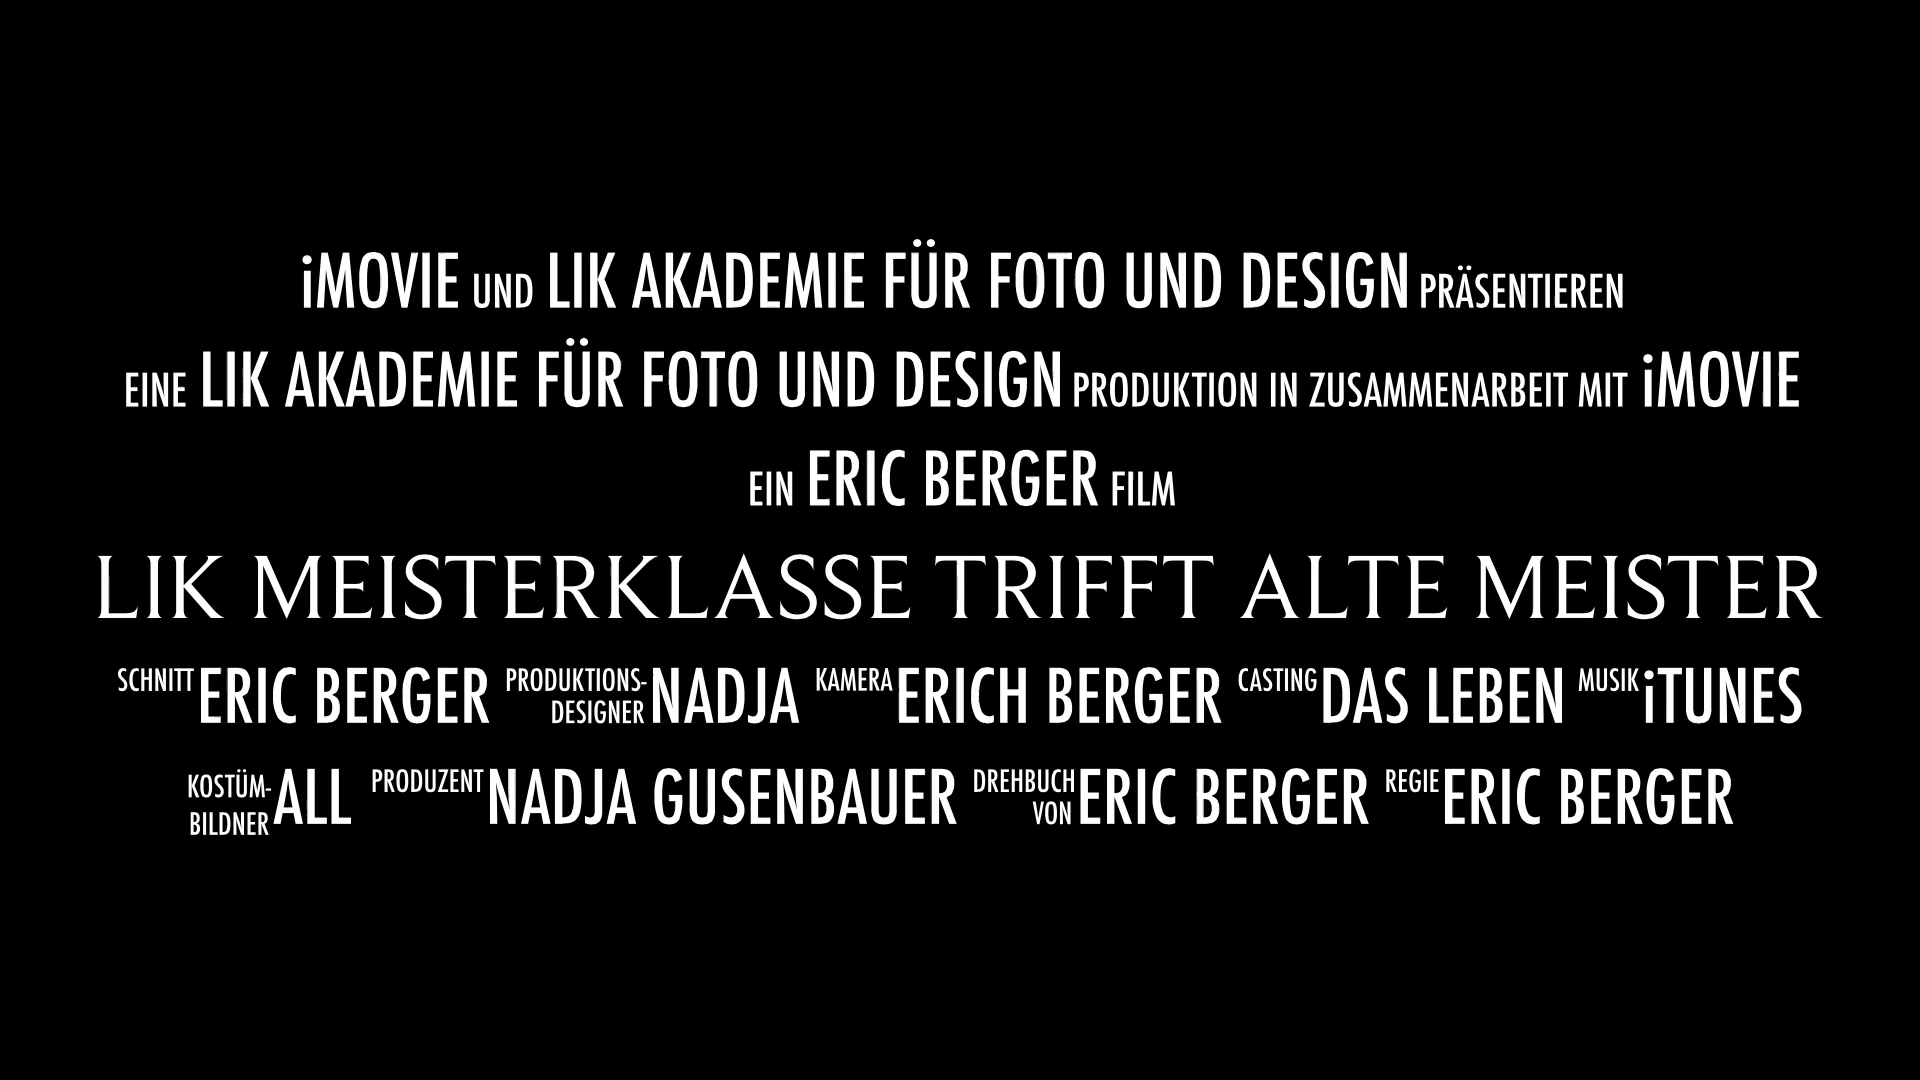 iMOVIE UND LIK AKADEMIE FÜR FOTO UND DESIGN PRÄSENTIEREN
EINE LIK AKADEMIE FÜR FOTO UND DESIGN PRODUKTION IN ZUSAMMENARBEIT MIT iMOVIE
EIN ERIC BERGER FILM
LIK MEISTERKLASSE TRIFFT ALTE MEISTER
SCHNITT ERIC BERGER PRODUKTIONS-DESIGNER NADJA KAMERA ERICH BERGER CASTING DAS LEBEN MUSIK iTUNES
KOSTÜM-BILDNER ALL PRODUZENT NADJA GUSENBAUER DREHBUCH VON ERIC BERGER REGIE ERIC BERGER